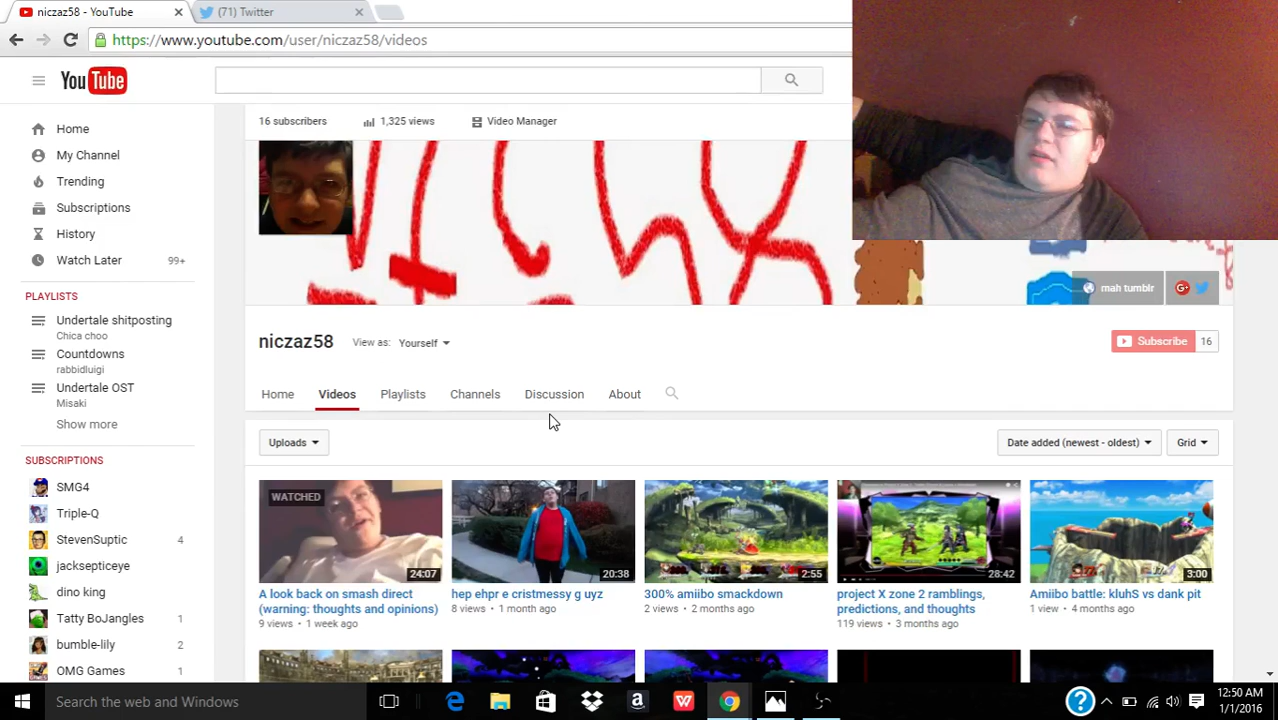 niczaz58 - YouTube
(71) Twitter
https://www.youtube.com/user/niczaz58/videos
YouTube
16 subscribers
1,325 views
Video Manager
Home
My Channel
Trending
Subscriptions
History
Watch Later
99+
PLAYLISTS
Undertale shitposting
Chica choo
Countdowns
rabbidluigi
Undertale OST
Misaki
Show more
SUBSCRIPTIONS
SMG4
Triple-Q
StevenSuptic 4
jacksepticeye
dino king
Tatty BoJangles 1
bumble-lily 2
OMG Games 1
mah tumblr
niczaz58
View as: Yourself
Subscribe 16
Home Videos Playlists Channels Discussion About
Uploads
Date added (newest - oldest)
Grid
WATCHED
24:07
A look back on smash direct
(warning: thoughts and opinions)
9 views • 1 week ago
20:38
hep ehpr e cristmessy g uyz
8 views • 1 month ago
2:55
300% amiibo smackdown
2 views • 2 months ago
28:42
project X zone 2 ramblings,
predictions, and thoughts
119 views • 3 months ago
3:00
Amiibo battle: kluhS vs dank pit
1 view • 4 months ago
Search the web and Windows
12:50 AM
1/1/2016